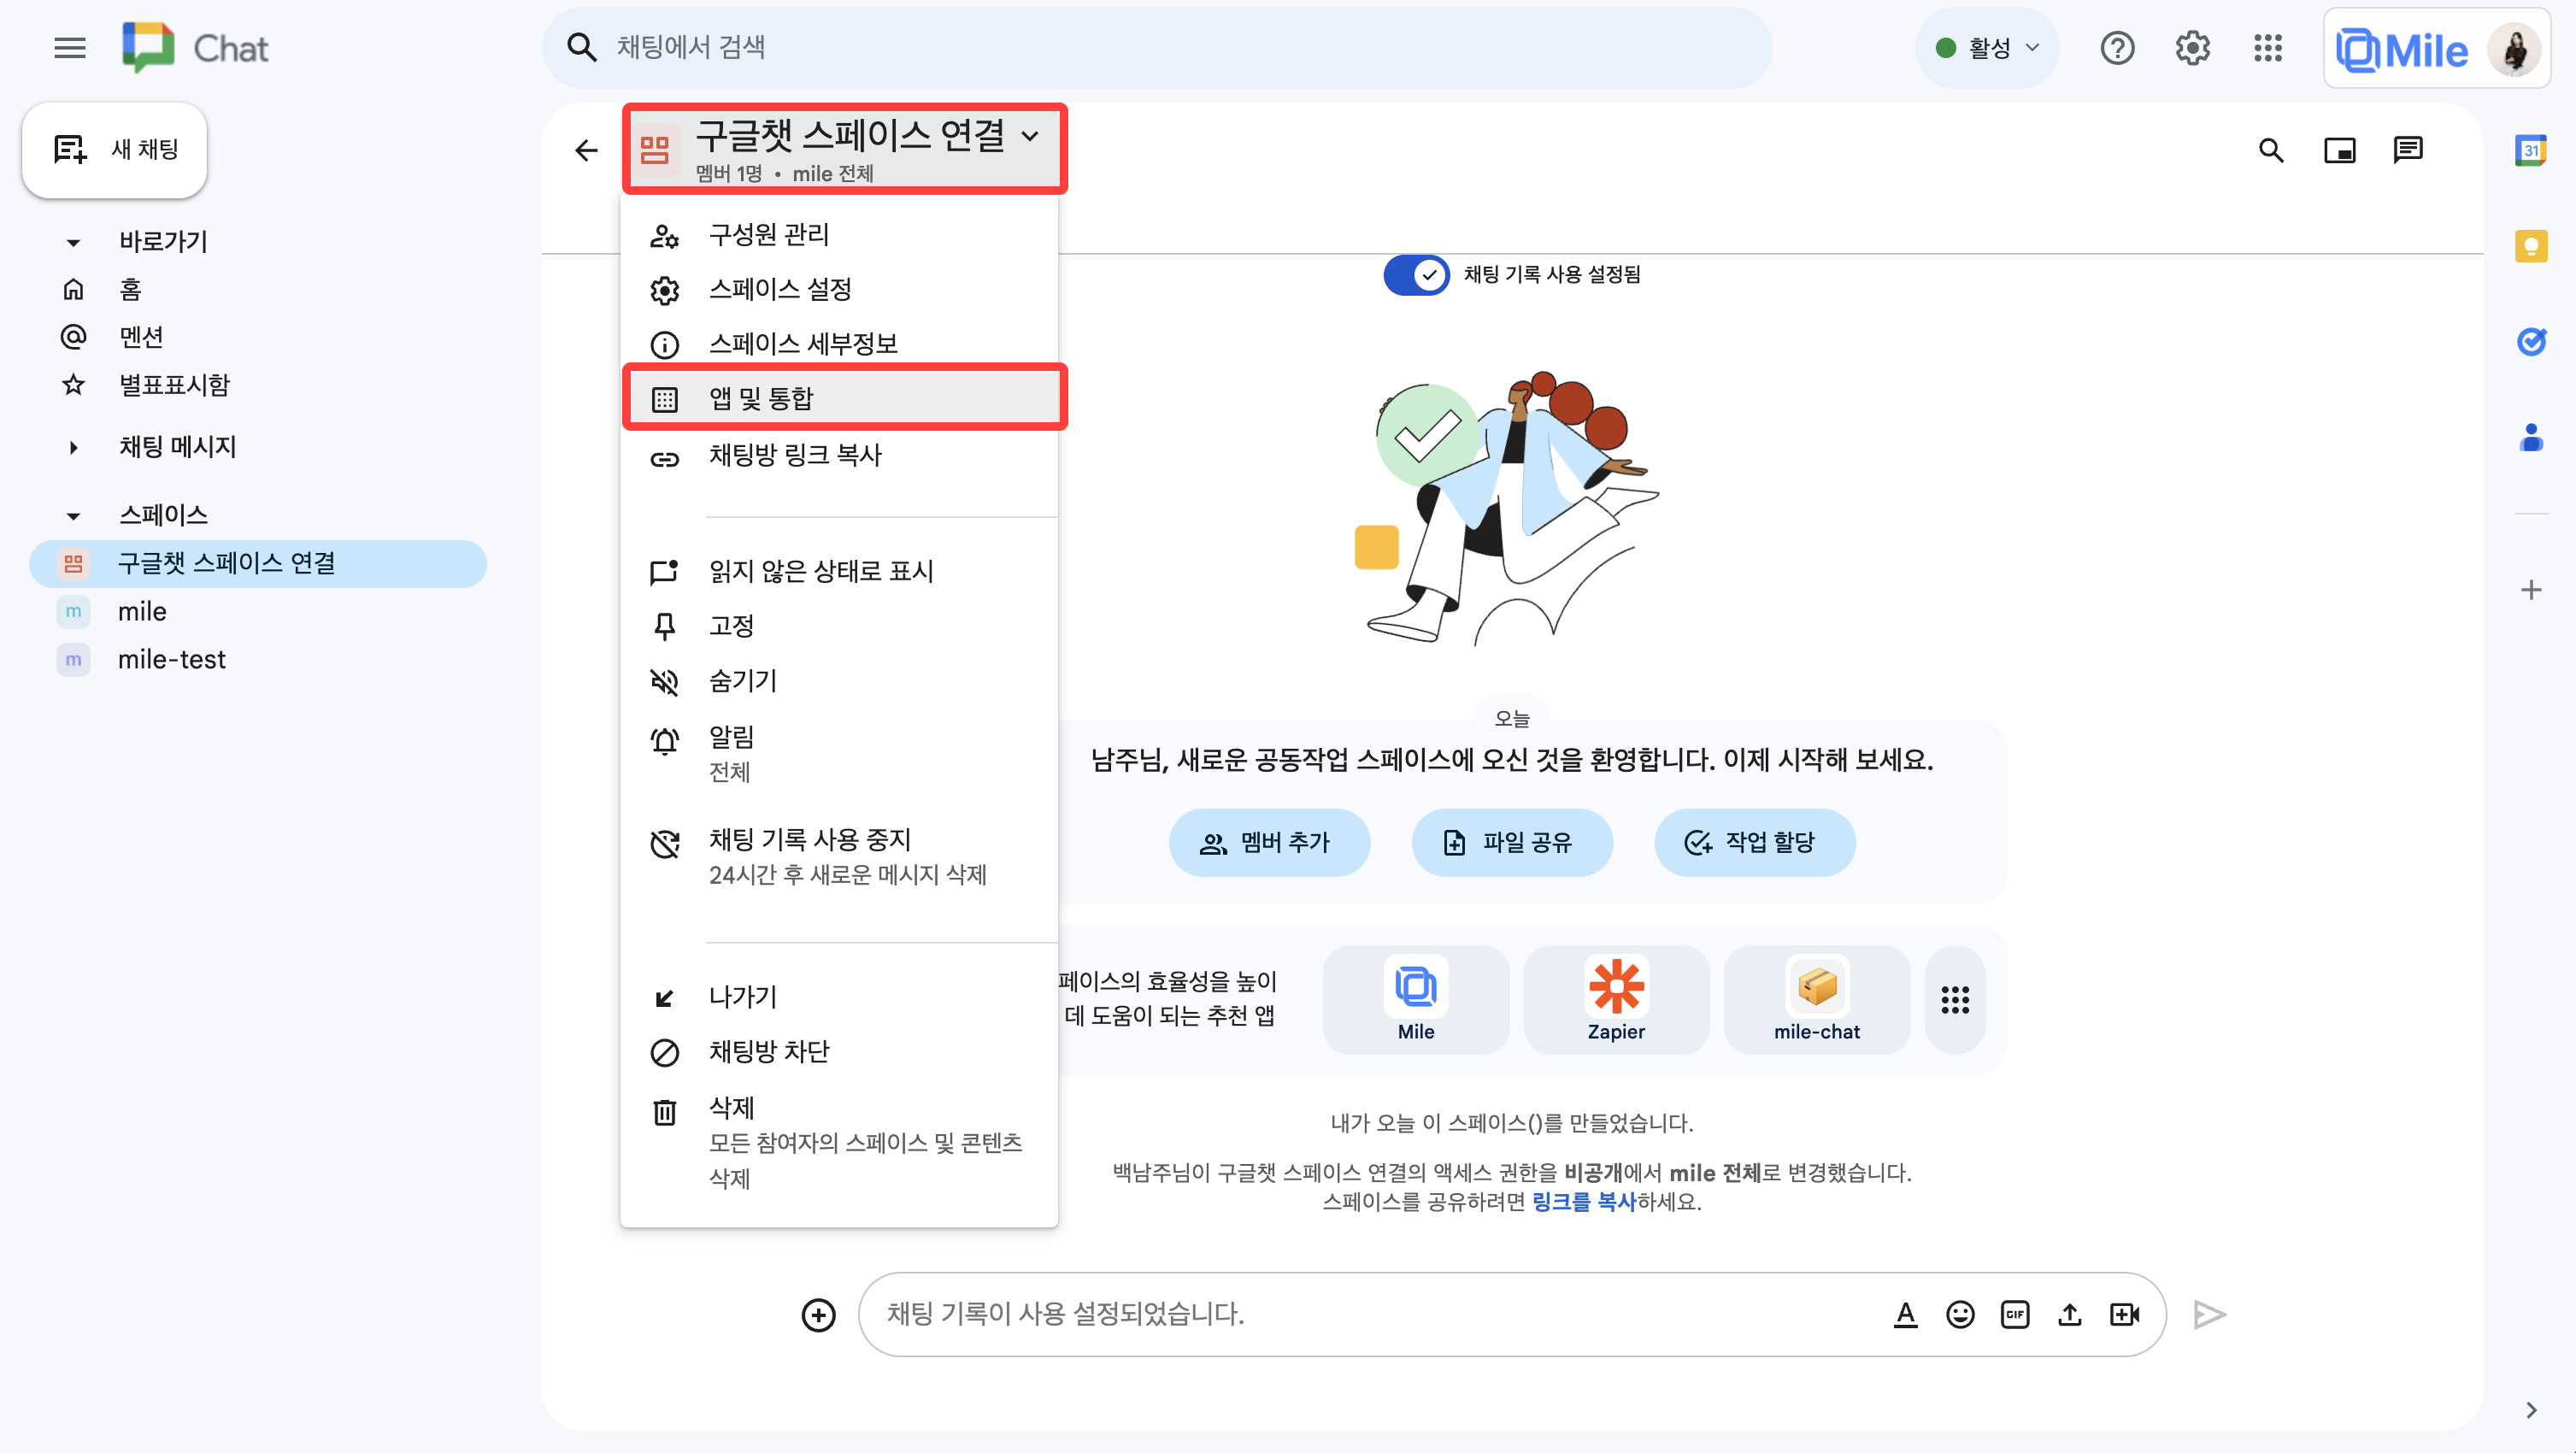 Chat
채팅에서 검색
활성
Mile
새 채팅
바로가기
홈
멘션
별표표시함
채팅 메시지
스페이스
구글챗 스페이스 연결
m
mile
m
mile-test
구글챗 스페이스 연결
멤버 1명 • mile 전체
구성원 관리
스페이스 설정
스페이스 세부정보
앱 및 통합
채팅방 링크 복사
읽지 않은 상태로 표시
고정
숨기기
알림
전체
채팅 기록 사용 중지
24시간 후 새로운 메시지 삭제
나가기
채팅방 차단
삭제
모든 참여자의 스페이스 및 콘텐츠
삭제
채팅 기록 사용 설정됨
오늘
남주님, 새로운 공동작업 스페이스에 오신 것을 환영합니다. 이제 시작해 보세요.
멤버 추가
파일 공유
작업 할당
페이스의 효율성을 높이
데 도움이 되는 추천 앱
Mile
Zapier
mile-chat
내가 오늘 이 스페이스()를 만들었습니다.
백남주님이 구글챗 스페이스 연결의 액세스 권한을 비공개에서 mile 전체로 변경했습니다.
스페이스를 공유하려면 링크를 복사하세요.
채팅 기록이 사용 설정되었습니다.
A
GIF
31